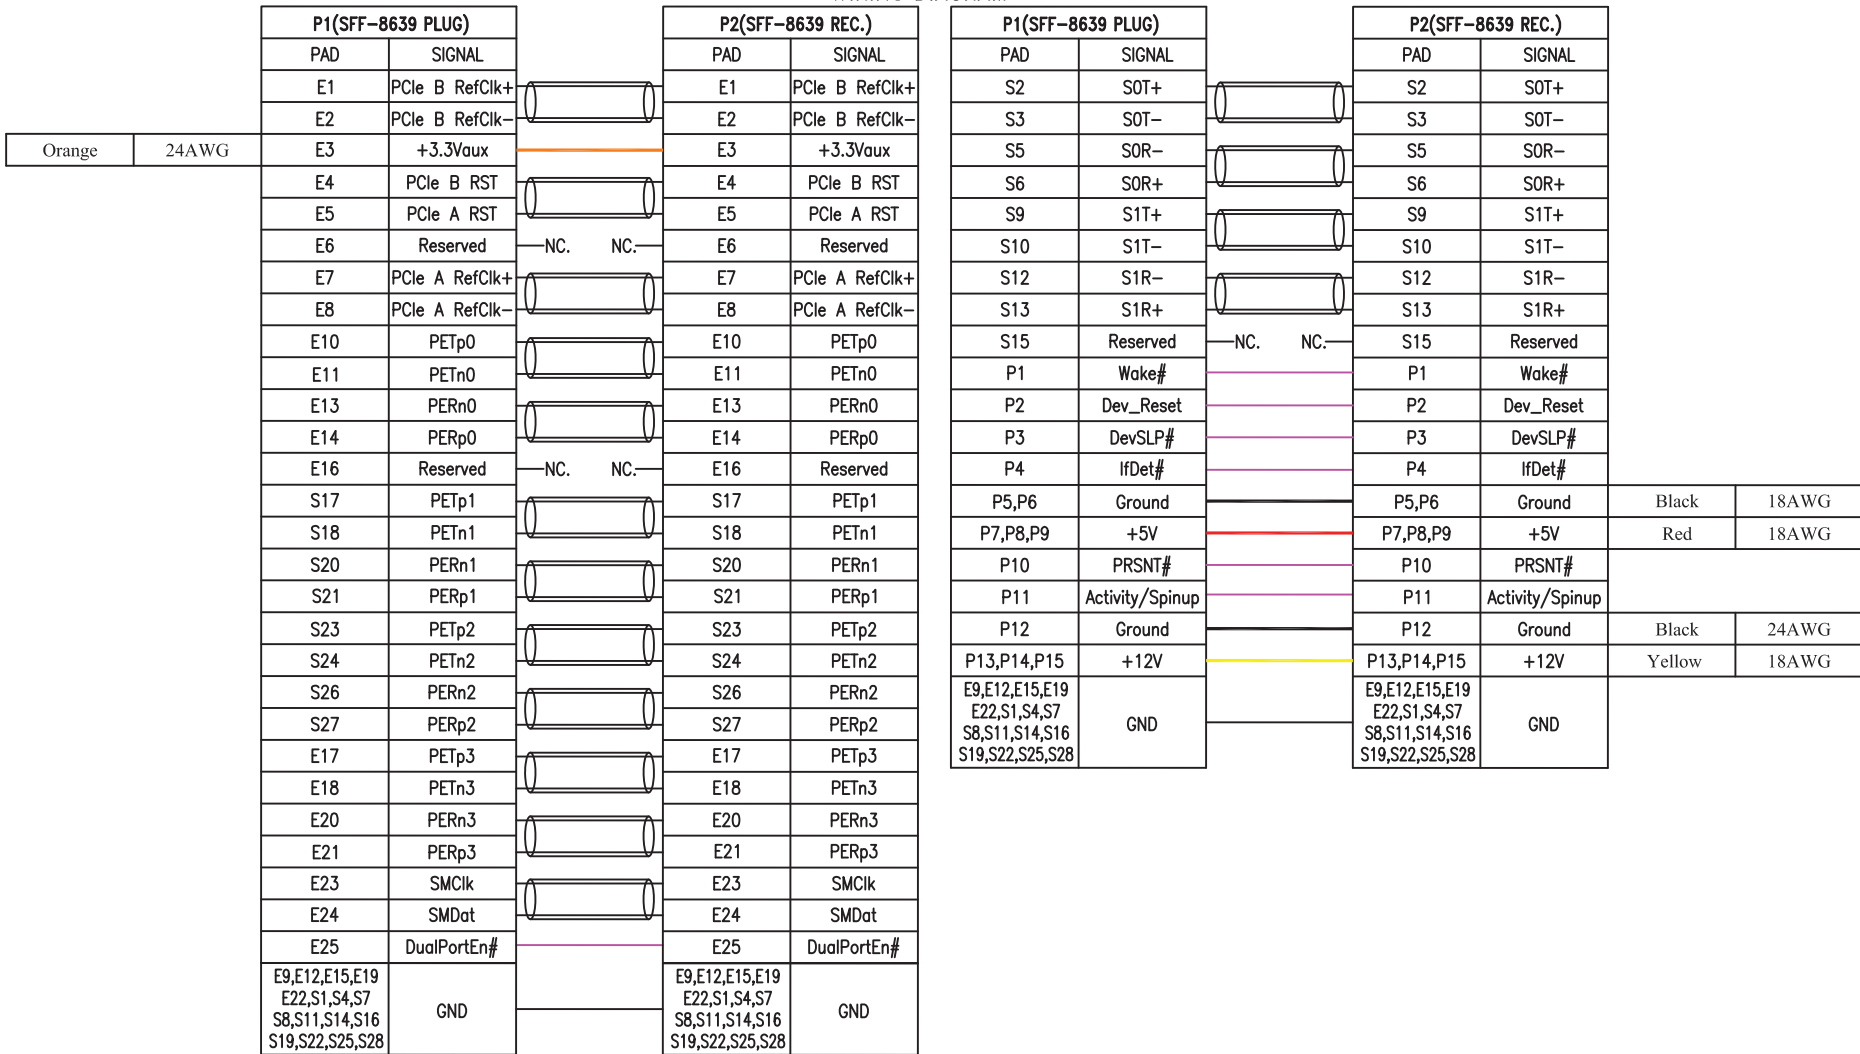 P1(SFF-8639 PLUG) P2(SFF-8639 REC.)
PAD SIGNAL PAD SIGNAL
E1 PCIe B RefClk+ E1 PCIe B RefClk+
E2 PCIe B RefClk- E2 PCIe B RefClk-
Orange 24AWG E3 +3.3Vaux E3 +3.3Vaux
E4 PCIe B RST E4 PCIe B RST
E5 PCIe A RST E5 PCIe A RST
E6 Reserved NC. NC. E6 Reserved
E7 PCIe A RefClk+ E7 PCIe A RefClk+
E8 PCIe A RefClk- E8 PCIe A RefClk-
E10 PETp0 E10 PETp0
E11 PETn0 E11 PETn0
E13 PERn0 E13 PERn0
E14 PERp0 E14 PERp0
E16 Reserved NC. NC. E16 Reserved
S17 PETp1 S17 PETp1
S18 PETn1 S18 PETn1
S20 PERn1 S20 PERn1
S21 PERp1 S21 PERp1
S23 PETp2 S23 PETp2
S24 PETn2 S24 PETn2
S26 PERn2 S26 PERn2
S27 PERp2 S27 PERp2
E17 PETp3 E17 PETp3
E18 PETn3 E18 PETn3
E20 PERn3 E20 PERn3
E21 PERp3 E21 PERp3
E23 SMClk E23 SMClk
E24 SMDat E24 SMDat
E25 DualPortEn# E25 DualPortEn#
E9,E12,E15,E19 E9,E12,E15,E19
E22,S1,S4,S7 E22,S1,S4,S7
GND GND
S8,S11,S14,S16 S8,S11,S14,S16
S19,S22,S25,S28 S19,S22,S25,S28
P1(SFF-8639 PLUG) P2(SFF-8639 REC.)
PAD SIGNAL PAD SIGNAL
S2 S0T+ S2 S0T+
S3 S0T- S3 S0T-
S5 S0R- S5 S0R-
S6 S0R+ S6 S0R+
S9 S1T+ S9 S1T+
S10 S1T- S10 S1T-
S12 S1R- S12 S1R-
S13 S1R+ S13 S1R+
S15 Reserved NC. NC. S15 Reserved
P1 Wake# P1 Wake#
P2 Dev_Reset P2 Dev_Reset
P3 DevSLP# P3 DevSLP#
P4 IfDet# P4 IfDet#
P5,P6 Ground P5,P6 Ground Black 18AWG
P7,P8,P9 +5V P7,P8,P9 +5V Red 18AWG
P10 PRSNT# P10 PRSNT#
P11 Activity/Spinup P11 Activity/Spinup
P12 Ground P12 Ground Black 24AWG
P13,P14,P15 +12V P13,P14,P15 +12V Yellow 18AWG
E9,E12,E15,E19 E9,E12,E15,E19
E22,S1,S4,S7 E22,S1,S4,S7
GND GND
S8,S11,S14,S16 S8,S11,S14,S16
S19,S22,S25,S28 S19,S22,S25,S28